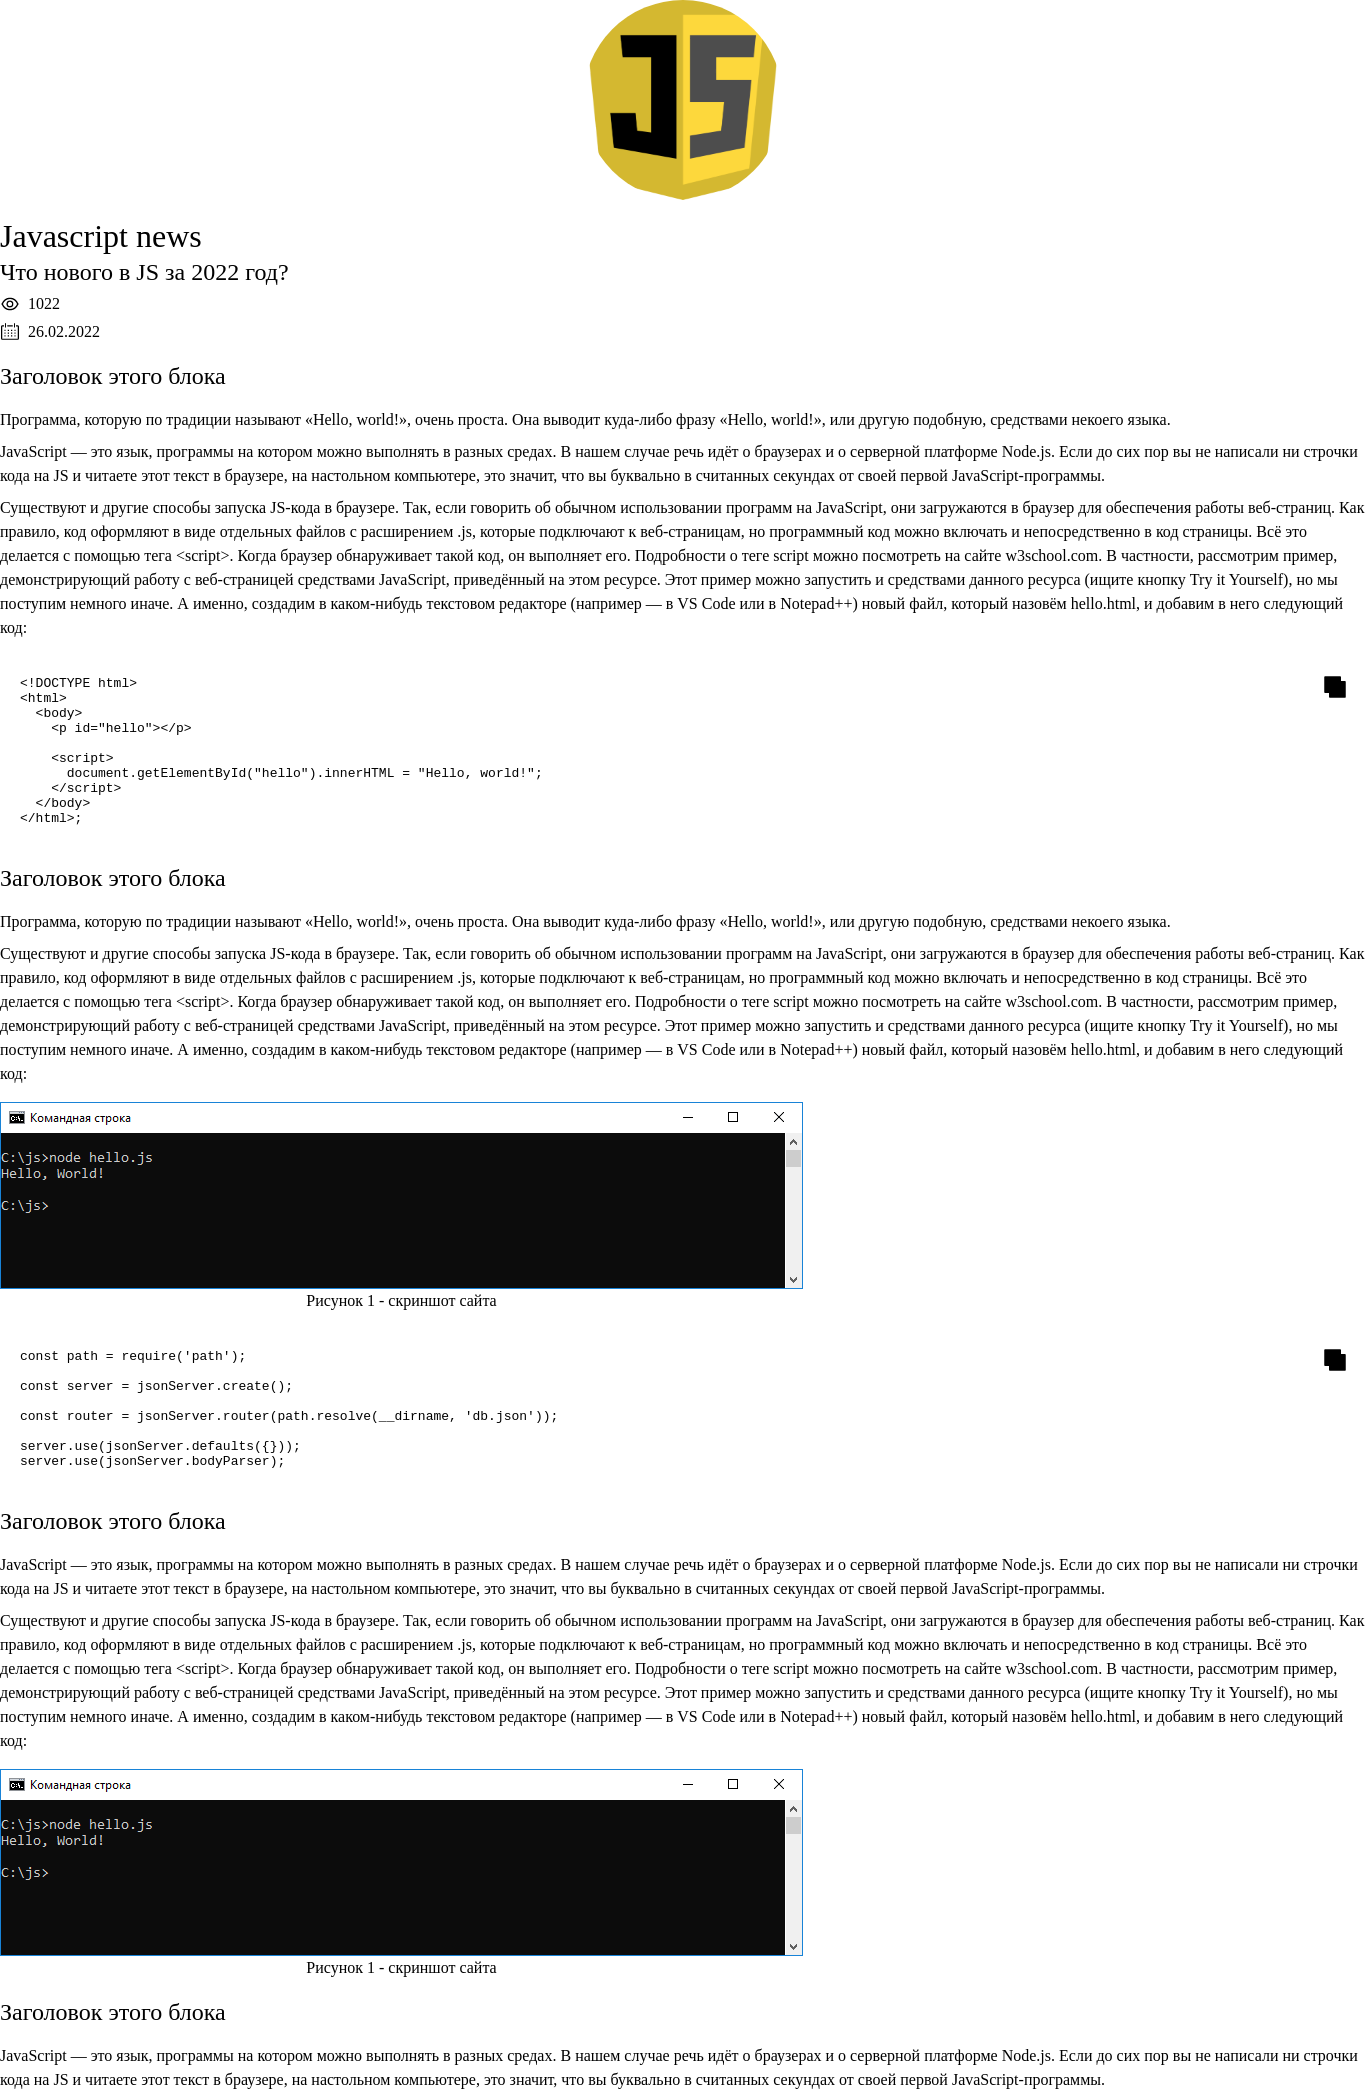 JS
Javascript news
Что нового в JS за 2022 год?
1022
26.02.2022
Заголовок этого блока
Программа, которую по традиции называют «Hello, world!», очень проста. Она выводит куда-либо фразу «Hello, world!», или другую подобную, средствами некоего языка.
JavaScript — это язык, программы на котором можно выполнять в разных средах. В нашем случае речь идёт о браузерах и о серверной платформе Node.js. Если до сих пор вы не написали ни строчки
кода на JS и читаете этот текст в браузере, на настольном компьютере, это значит, что вы буквально в считанных секундах от своей первой JavaScript-программы.
Существуют и другие способы запуска JS-кода в браузере. Так, если говорить об обычном использовании программ на JavaScript, они загружаются в браузер для обеспечения работы веб-страниц. Как
правило, код оформляют в виде отдельных файлов с расширением .js, которые подключают к веб-страницам, но программный код можно включать и непосредственно в код страницы. Всё это
делается с помощью тега <script>. Когда браузер обнаруживает такой код, он выполняет его. Подробности о теге script можно посмотреть на сайте w3school.com. В частности, рассмотрим пример,
демонстрирующий работу с веб-страницей средствами JavaScript, приведённый на этом ресурсе. Этот пример можно запустить и средствами данного ресурса (ищите кнопку Try it Yourself), но мы
поступим немного иначе. А именно, создадим в каком-нибудь текстовом редакторе (например — в VS Code или в Notepad++) новый файл, который назовём hello.html, и добавим в него следующий
код:
<!DOCTYPE html>
<html>
  <body>
    <p id="hello"></p>
    <script>
      document.getElementById("hello").innerHTML = "Hello, world!";
    </script>
  </body>
</html>;
Заголовок этого блока
Программа, которую по традиции называют «Hello, world!», очень проста. Она выводит куда-либо фразу «Hello, world!», или другую подобную, средствами некоего языка.
Существуют и другие способы запуска JS-кода в браузере. Так, если говорить об обычном использовании программ на JavaScript, они загружаются в браузер для обеспечения работы веб-страниц. Как
правило, код оформляют в виде отдельных файлов с расширением .js, которые подключают к веб-страницам, но программный код можно включать и непосредственно в код страницы. Всё это
делается с помощью тега <script>. Когда браузер обнаруживает такой код, он выполняет его. Подробности о теге script можно посмотреть на сайте w3school.com. В частности, рассмотрим пример,
демонстрирующий работу с веб-страницей средствами JavaScript, приведённый на этом ресурсе. Этот пример можно запустить и средствами данного ресурса (ищите кнопку Try it Yourself), но мы
поступим немного иначе. А именно, создадим в каком-нибудь текстовом редакторе (например — в VS Code или в Notepad++) новый файл, который назовём hello.html, и добавим в него следующий
код:
Командная строка
C:\js>node hello.js
Hello, World!
C:\js>
Рисунок 1 - скриншот сайта
const path = require('path');
const server = jsonServer.create();
const router = jsonServer.router(path.resolve(__dirname, 'db.json'));
server.use(jsonServer.defaults({}));
server.use(jsonServer.bodyParser);
Заголовок этого блока
JavaScript — это язык, программы на котором можно выполнять в разных средах. В нашем случае речь идёт о браузерах и о серверной платформе Node.js. Если до сих пор вы не написали ни строчки
кода на JS и читаете этот текст в браузере, на настольном компьютере, это значит, что вы буквально в считанных секундах от своей первой JavaScript-программы.
Существуют и другие способы запуска JS-кода в браузере. Так, если говорить об обычном использовании программ на JavaScript, они загружаются в браузер для обеспечения работы веб-страниц. Как
правило, код оформляют в виде отдельных файлов с расширением .js, которые подключают к веб-страницам, но программный код можно включать и непосредственно в код страницы. Всё это
делается с помощью тега <script>. Когда браузер обнаруживает такой код, он выполняет его. Подробности о теге script можно посмотреть на сайте w3school.com. В частности, рассмотрим пример,
демонстрирующий работу с веб-страницей средствами JavaScript, приведённый на этом ресурсе. Этот пример можно запустить и средствами данного ресурса (ищите кнопку Try it Yourself), но мы
поступим немного иначе. А именно, создадим в каком-нибудь текстовом редакторе (например — в VS Code или в Notepad++) новый файл, который назовём hello.html, и добавим в него следующий
код:
Командная строка
C:\js>node hello.js
Hello, World!
C:\js>
Рисунок 1 - скриншот сайта
Заголовок этого блока
JavaScript — это язык, программы на котором можно выполнять в разных средах. В нашем случае речь идёт о браузерах и о серверной платформе Node.js. Если до сих пор вы не написали ни строчки
кода на JS и читаете этот текст в браузере, на настольном компьютере, это значит, что вы буквально в считанных секундах от своей первой JavaScript-программы.